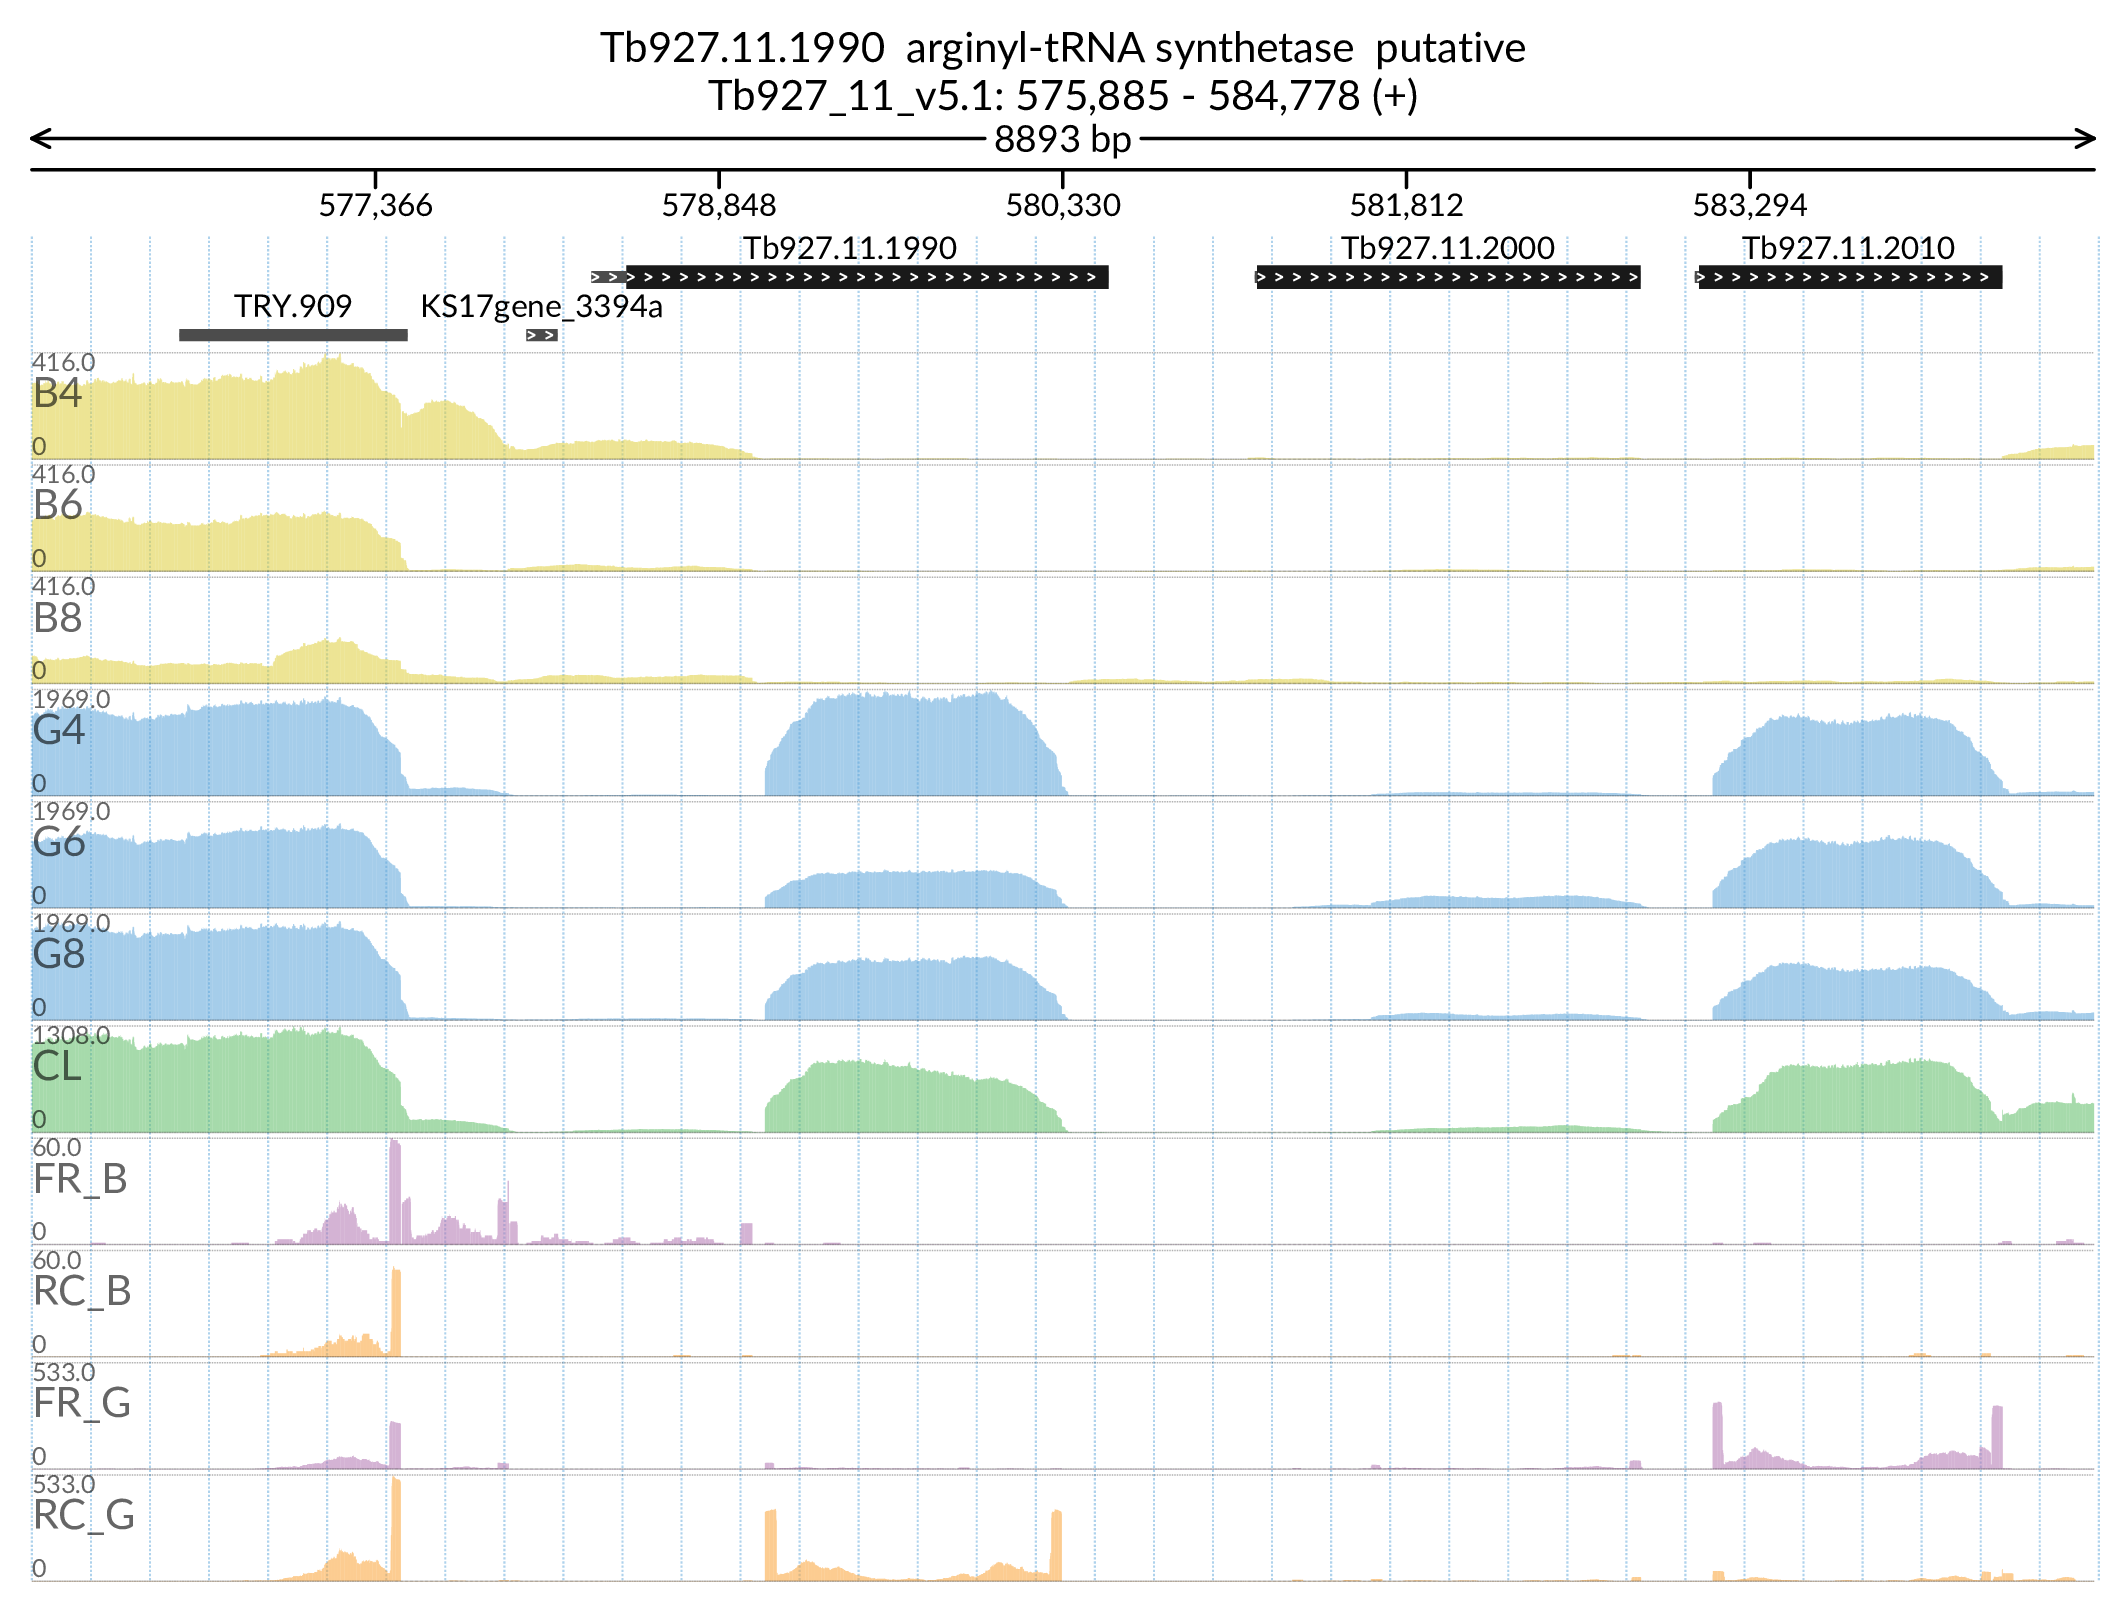 Tb927.11.1990 arginyl-tRNA synthetase putative
Tb927_11_v5.1: 575,885 - 584,778 (+)
8893 bp
577,366 578,848 580,330 581,812 583,294
Tb927.11.1990 Tb927.11.2000 Tb927.11.2010
TRY.909 KS17gene_3394a
416.0
B4
0
416.0
B6
0
416.0
B8
0
1969.0
G4
0
1969.0
G6
0
1969.0
G8
0
1308.0
CL
0
60.0
FR_B
0
60.0
RC_B
0
533.0
FR_G
0
533.0
RC_G
0